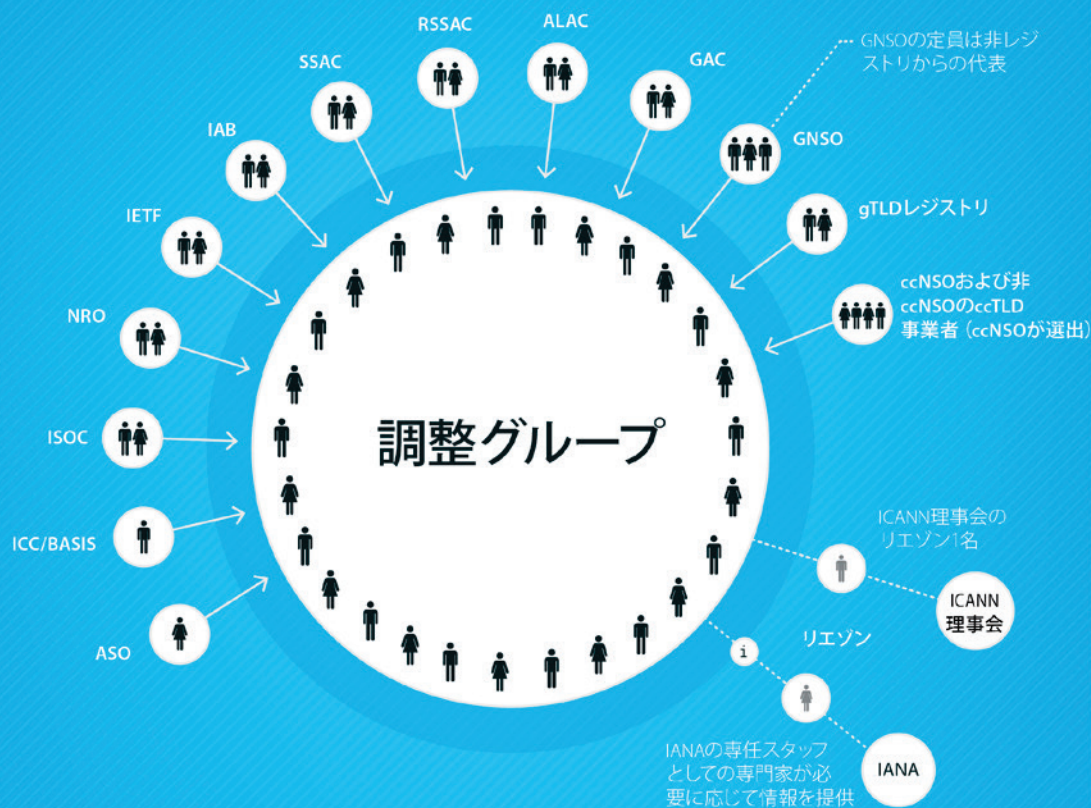 RSSAC
ALAC
SSAC
GAC
GNSOの定員は非レジ
ストリからの代表
IAB
GNSO
IETF
gTLDレジストリ
NRO
ccNSOおよび非
ccNSOのccTLD
事業者（ccNSOが選出）
ISOC
調整グループ
ICC/BASIS
ICANN理事会の
リエゾン1名
ASO
ICANN
理事会
リエゾン
i
IANAの専任スタッフ
としての専門家が必
要に応じて情報を提供
IANA